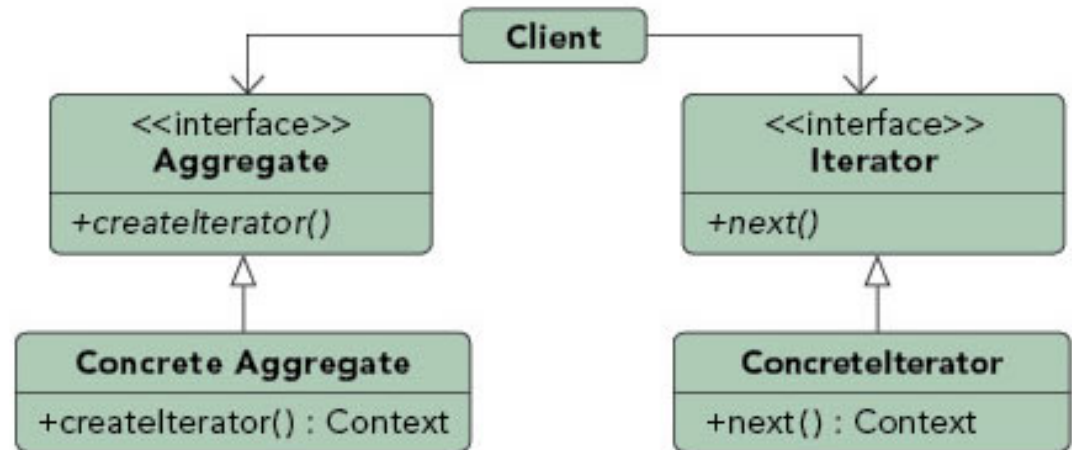 Client
<<interface>>
Aggregate
+createIterator()
<<interface>>
Iterator
+next()
Concrete Aggregate
+createIterator() : Context
ConcreteIterator
+next() : Context